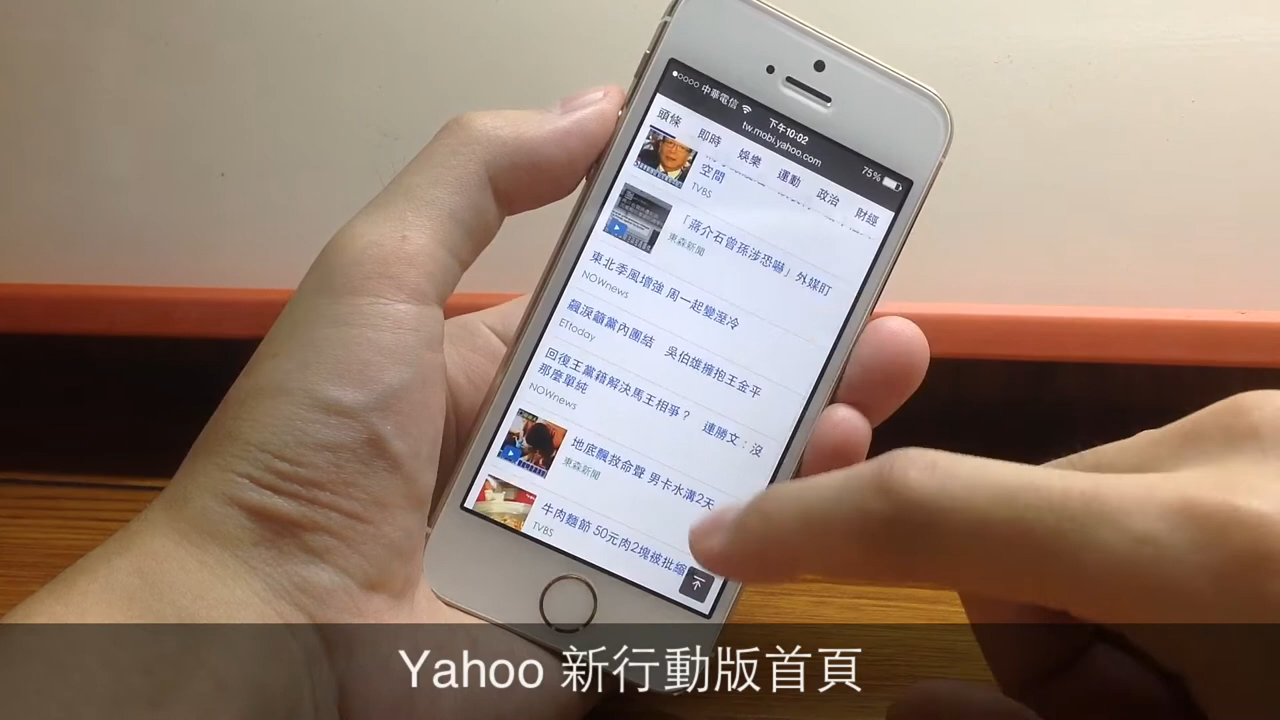 中華電信
下午10:02
75%
tw.mobi.yahoo.com
頭條 即時 娛樂 運動 政治 財經
空間
TVBS
「蔣介石曾孫涉恐嚇」外媒盯
東森新聞
東北季風增強 周一起變溼冷
NOWnews
飆淚籲黨內團結 吳伯雄擁抱王金平
ETtoday
回復王黨籍解決馬王相爭? 連勝文:沒
那麼單純
NOWnews
地底飄救命聲 男卡水溝2天
東森新聞
牛肉麵節 50元肉2塊被批縮
TVBS
Yahoo 新行動版首頁